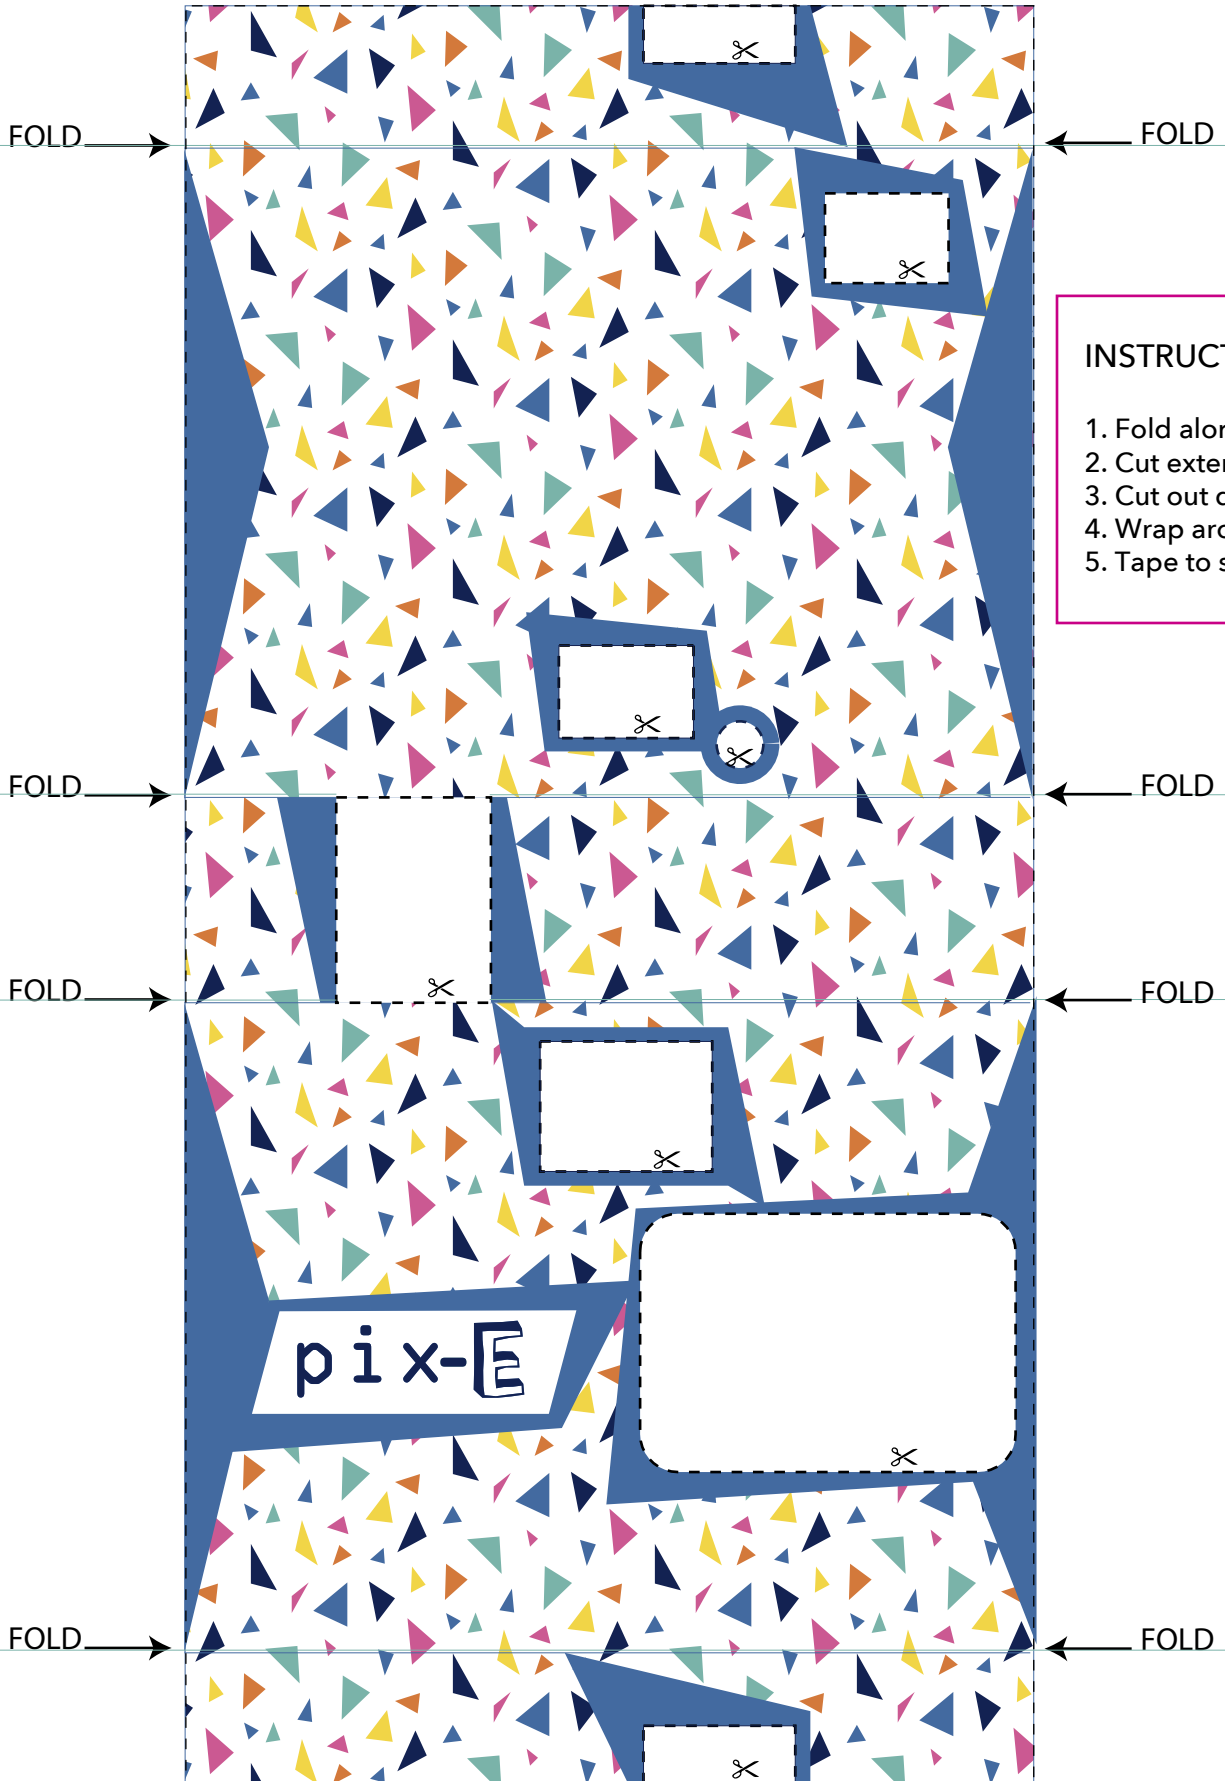 FOLD
FOLD
INSTRUCT
1. Fold alon
2. Cut exter
3. Cut out
4. Wrap aro
5. Tape to s
FOLD
FOLD
FOLD
FOLD
pix-E
FOLD
FOLD